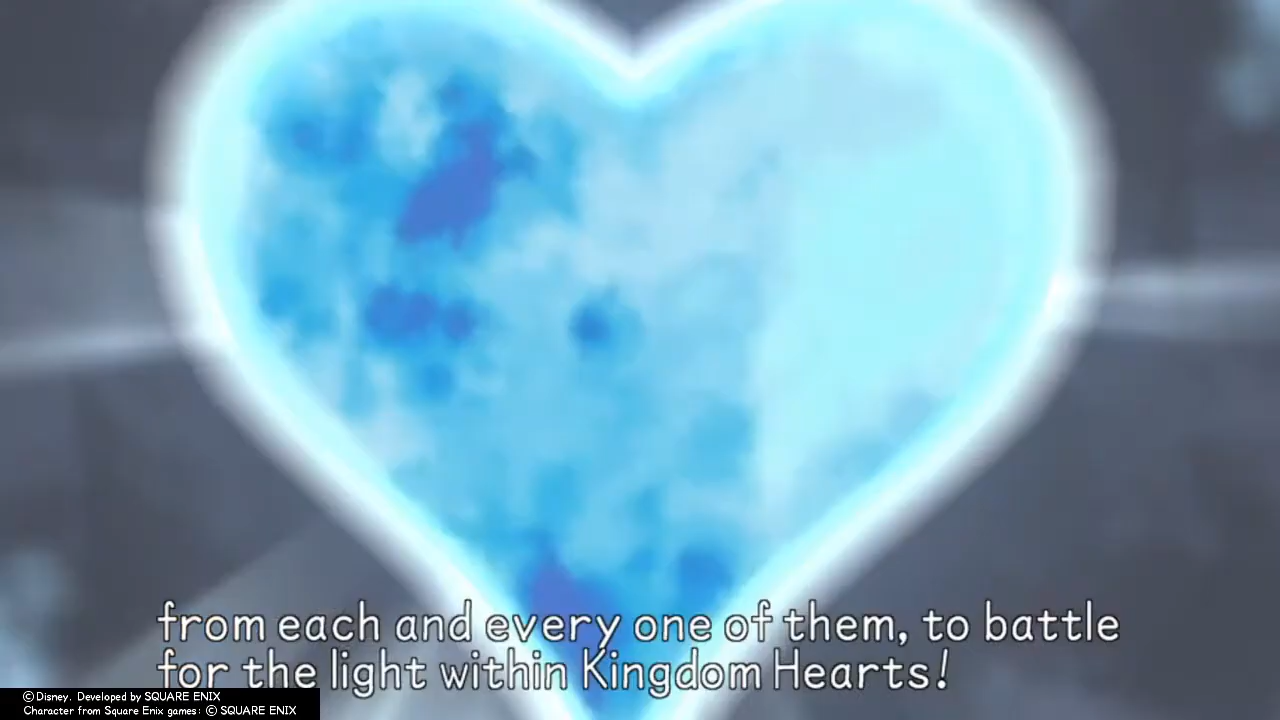 from each and every one of them, to battle
for the light within Kingdom Hearts!
© Disney. Developed by SQUARE ENIX
Character from Square Enix games: © SQUARE ENIX